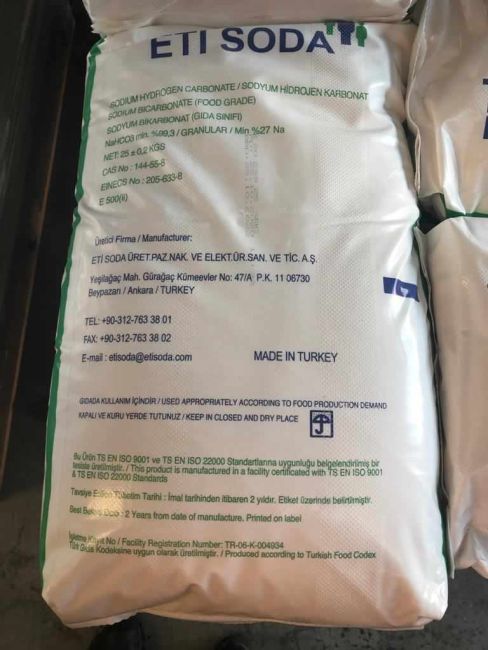 ETI SODA
SODIUM HYDROGEN CARBONATE / SODYUM HİDROJEN KARBONAT
SODIUM BICARBONATE (FOOD GRADE)
SODYUM BIKARBONAT (GIDA SINIFI)
NaHCO3 min. %99,3 / GRANULAR / Min %27 Na
NET: 25 ± 0,2 KGS
CAS No : 144-55-8
EINECS No : 205-633-8
E 500(ii)
Üretici Firma / Manufacturer:
ETİ SODA ÜRET.PAZ.NAK. VE ELEKT.ÜR.SAN. VE TİC. A.Ş.
Yeşilağaç Mah. Gürağaç Kümeevler No: 47/A P.K. 11 06730
Beypazarı / Ankara / TURKEY
TEL: +90-312-763 38 01
FAX: +90-312-763 38 02
E-mail : etisoda@etisoda.com
MADE IN TURKEY
GIDADA KULLANIM İÇİNDİR / USED APPROPRIATELY ACCORDING TO FOOD PRODUCTION DEMAND
KAPALI VE KURU YERDE TUTUNUZ / KEEP IN CLOSED AND DRY PLACE
Bu Ürün TS EN ISO 9001 ve TS EN ISO 22000 Standartlarına uygunluğu belgelendirilmiş bir
tesiste üretilmiştir. / This product is manufactured in a facility certificated with TS EN ISO 9001
& TS EN ISO 22000 Standards
Tavsiye Edilen Tüketim Tarihi : İmal tarihinden itibaren 2 yıldır. Etiket üzerinde belirtilmiştir.
Best Before : 2 Years from date of manufacture. Printed on label
İşletme Kayıt No / Facility Registration Number: TR-06-K-004934
Türk Gıda Kodeksine uygun olarak üretilmiştir. / Produced according to Turkish Food Codex